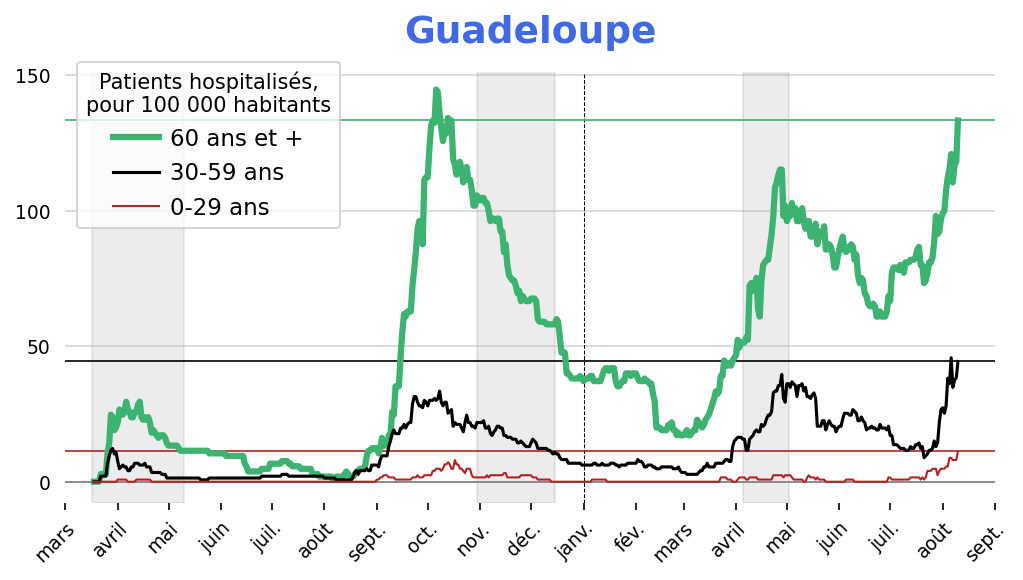 Guadeloupe
Patients hospitalisés,
pour 100 000 habitants
60 ans et +
30-59 ans
0-29 ans
150
100
50
0
mars avril mai juin juil. août sept. oct. nov. déc. janv. fév. mars avril mai juin juil. août sept.